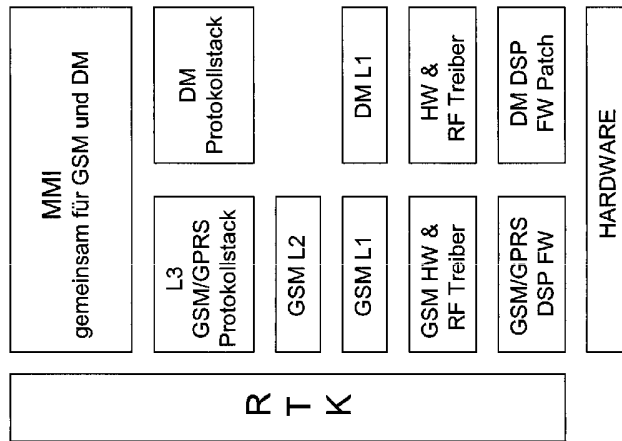 MMI
gemeinsam für GSM und DM
L3
GSM/GPRS
Protokollstack
DM
Protokollstack
GSM L2
GSM L1
DM L1
GSM HW &
RF Treiber
HW &
RF Treiber
GSM/GPRS
DSP FW
DM DSP
FW Patch
HARDWARE
R
T
K